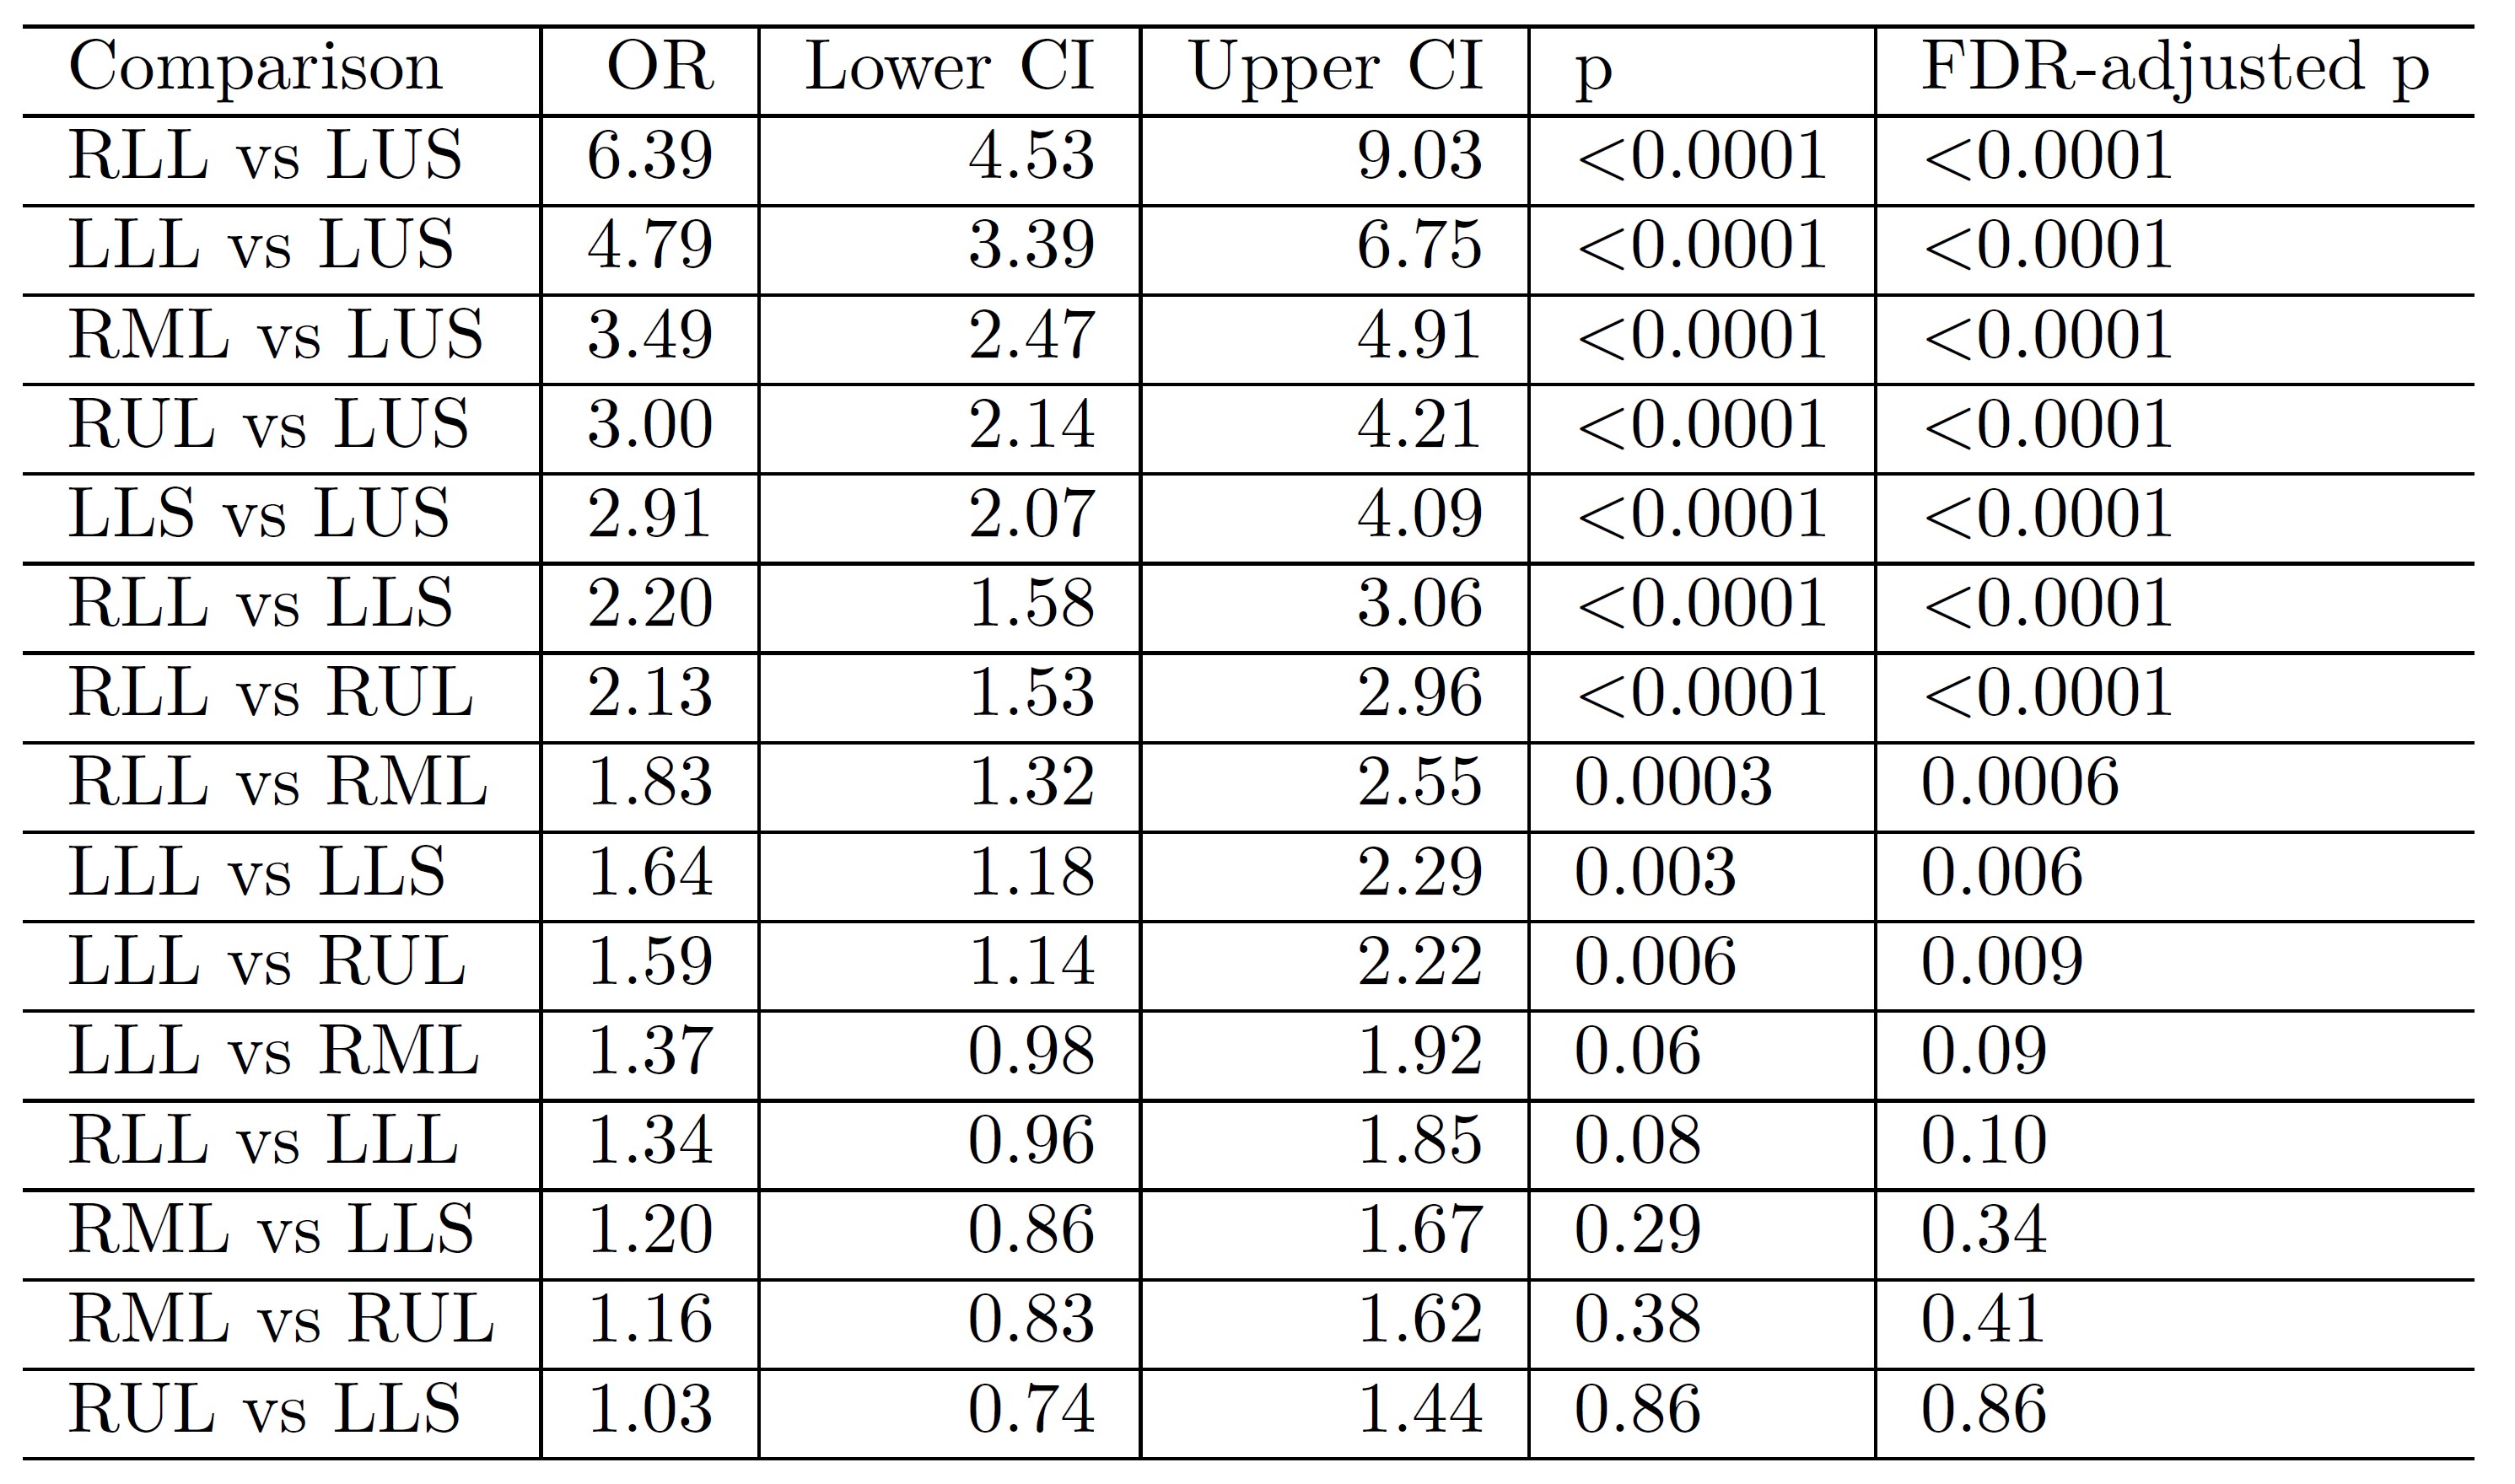 Comparison OR Lower CI Upper CI p FDR-adjusted p
RLL vs LUS 6.39 4.53 9.03 <0.0001 <0.0001
LLL vs LUS 4.79 3.39 6.75 <0.0001 <0.0001
RML vs LUS 3.49 2.47 4.91 <0.0001 <0.0001
RUL vs LUS 3.00 2.14 4.21 <0.0001 <0.0001
LLS vs LUS 2.91 2.07 4.09 <0.0001 <0.0001
RLL vs LLS 2.20 1.58 3.06 <0.0001 <0.0001
RLL vs RUL 2.13 1.53 2.96 <0.0001 <0.0001
RLL vs RML 1.83 1.32 2.55 0.0003 0.0006
LLL vs LLS 1.64 1.18 2.29 0.003 0.006
LLL vs RUL 1.59 1.14 2.22 0.006 0.009
LLL vs RML 1.37 0.98 1.92 0.06 0.09
RLL vs LLL 1.34 0.96 1.85 0.08 0.10
RML vs LLS 1.20 0.86 1.67 0.29 0.34
RML vs RUL 1.16 0.83 1.62 0.38 0.41
RUL vs LLS 1.03 0.74 1.44 0.86 0.86